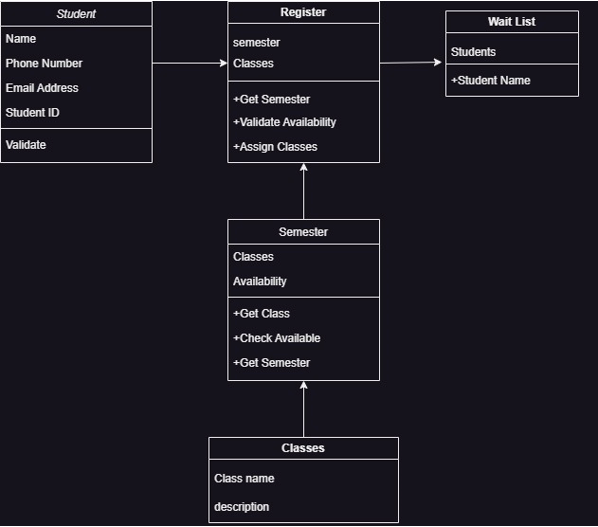 Student
Name
Phone Number
Email Address
Student ID
Validate
Register
semester
Classes
+Get Semester
+Validate Availability
+Assign Classes
Wait List
Students
+Student Name
Semester
Classes
Availability
+Get Class
+Check Available
+Get Semester
Classes
Class name
description